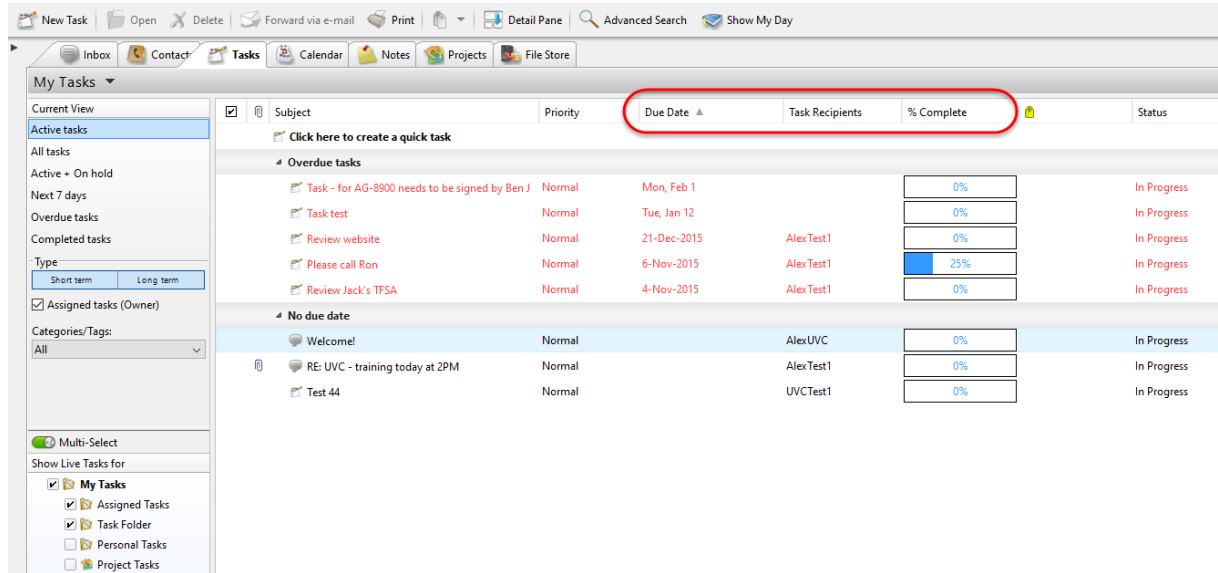 New Task Open Delete Forward via e-mail Print Detail Pane Advanced Search Show My Day
Inbox Contact Tasks Calendar Notes Projects File Store
My Tasks
Current View
Active tasks
All tasks
Active + On hold
Next 7 days
Overdue tasks
Completed tasks
Type
Short term Long term
Assigned tasks (Owner)
Categories/Tags:
All
Multi-Select
Show Live Tasks for
My Tasks
Assigned Tasks
Task Folder
Personal Tasks
Project Tasks
Subject Priority Due Date Task Recipients % Complete Status
Click here to create a quick task
Overdue tasks
Task - for AG-8900 needs to be signed by Ben J Normal Mon, Feb 1 0% In Progress
Task test Normal Tue, Jan 12 0% In Progress
Review website Normal 21-Dec-2015 AlexTest1 0% In Progress
Please call Ron Normal 6-Nov-2015 AlexTest1 25% In Progress
Review Jack's TFSA Normal 4-Nov-2015 AlexTest1 0% In Progress
No due date
Welcome! Normal AlexUVC 0% In Progress
RE: UVC - training today at 2PM Normal AlexTest1 0% In Progress
Test 44 Normal UVCTest1 0% In Progress